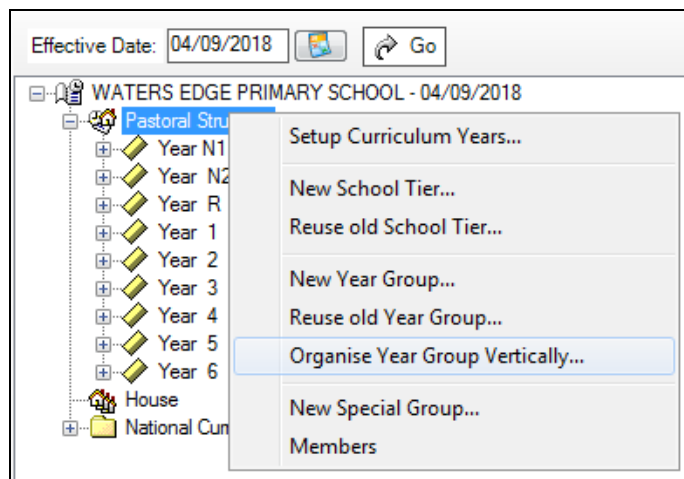 Effective Date: 04/09/2018 Go
WATERS EDGE PRIMARY SCHOOL - 04/09/2018
Pastoral Stru
Year N1
Year N2
Year R
Year 1
Year 2
Year 3
Year 4
Year 5
Year 6
House
National Cur
Setup Curriculum Years...
New School Tier...
Reuse old School Tier...
New Year Group...
Reuse old Year Group...
Organise Year Group Vertically...
New Special Group...
Members